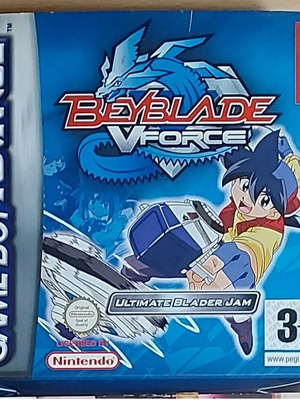 GAME BOY ADVANCE
BEYBLADE
VFORCE
ULTIMATE BLADER JAM
Original
Nintendo
Seal of
Quality
LICENSED BY
Nintendo
3
www.pegi